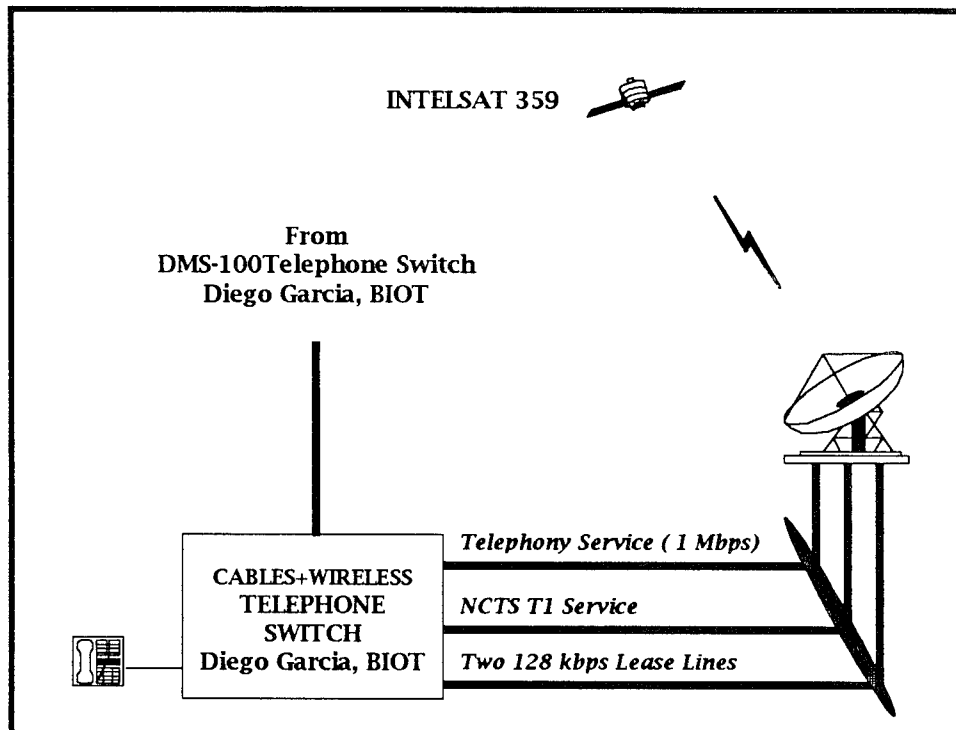 INTELSAT 359
From
DMS-100Telephone Switch
Diego Garcia, BIOT
CABLES+WIRELESS
TELEPHONE
SWITCH
Diego Garcia, BIOT
Telephony Service ( 1 Mbps)
NCTS T1 Service
Two 128 kbps Lease Lines